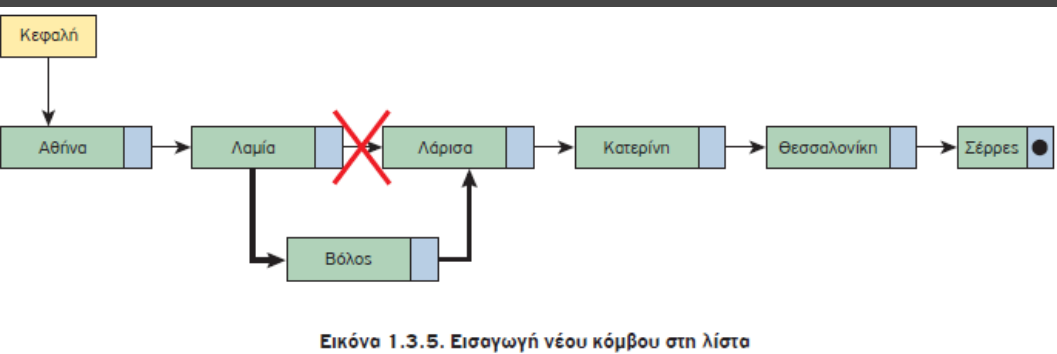 Κεφαλή
Αθήνα
Λαμία
Λάρισα
Κατερίνη
Θεσσαλονίκη
Σέρρες
Βόλος
Εικόνα 1.3.5. Εισαγωγή νέου κόμβου στη λίστα